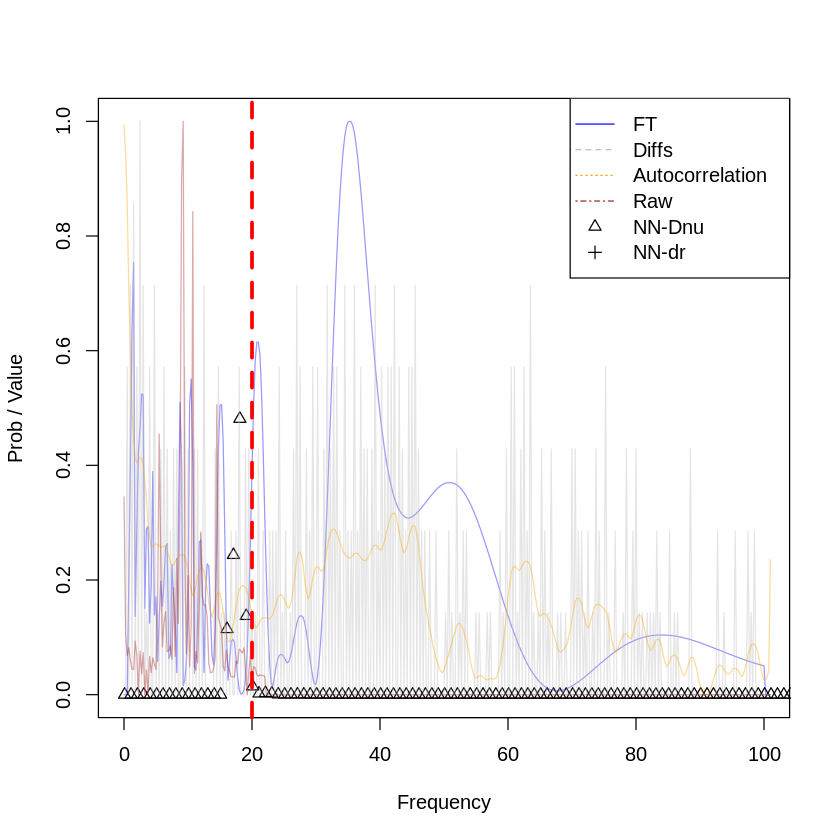 FT
Diffs
Autocorrelation
Raw
NN-Dnu
NN-dr
1.0
0.8
0.6
0.4
0.2
0.0
Prob / Value
0 20 40 60 80 100
Frequency